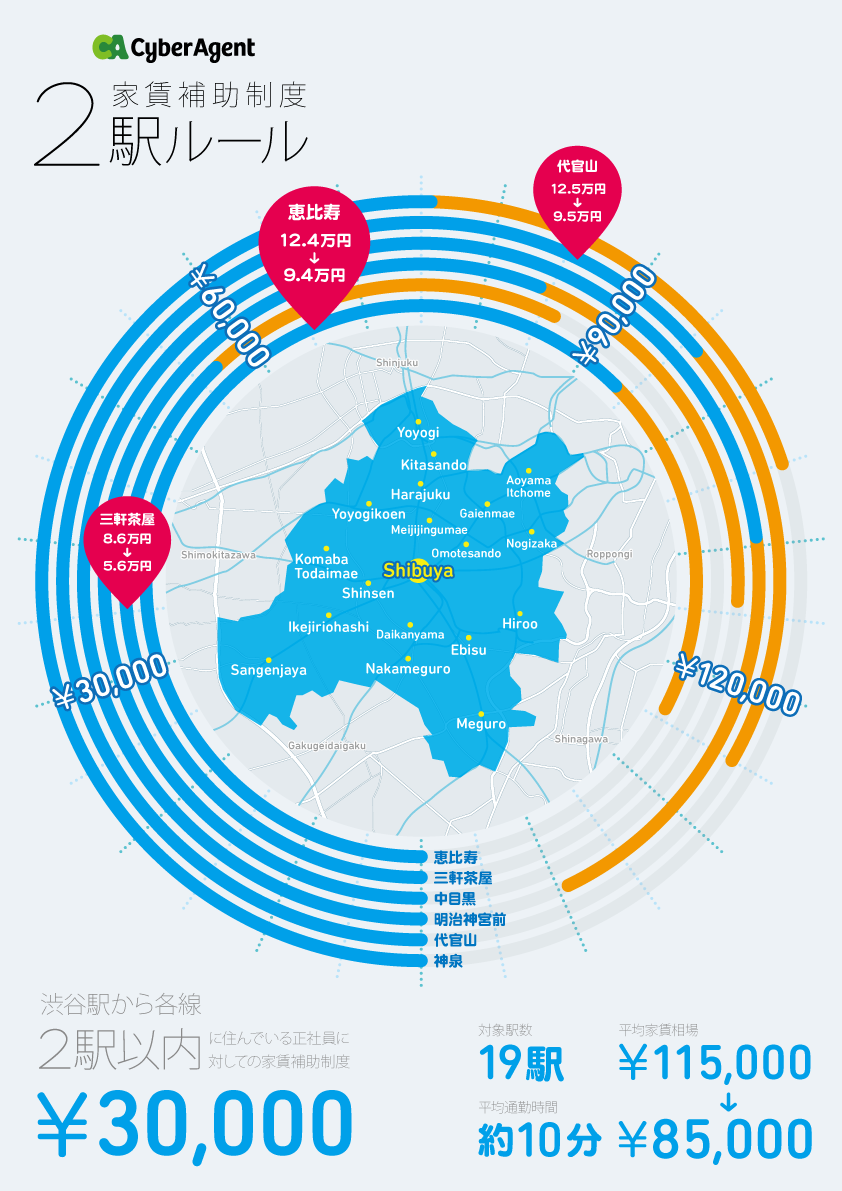 CA CyberAgent
2
家賃補助制度
駅ルール
代官山
12.5万円
↓
9.5万円
恵比寿
12.4万円
↓
9.4万円
¥60,000
¥90,000
Shinjuku
Yoyogi
Kitasando
Aoyama
Itchome
Harajuku
Yoyogikoen
Gaienmae
Meijijingumae
三軒茶屋
8.6万円
↓
5.6万円
Nogizaka
Shimokitazawa
Omotesando
Roppongi
Komaba
Todaimae
Shibuya
Shinsen
Ikejiriohashi
Daikanyama
Hiroo
Ebisu
Sangenjaya
Nakameguro
¥30,000
¥120,000
Meguro
Gakugeidaigaku
Shinagawa
恵比寿
三軒茶屋
中目黒
明治神宮前
代官山
神泉
渋谷駅から各線
2駅以内
に住んでいる正社員に
対しての家賃補助制度
¥30,000
対象駅数
19駅
平均家賃相場
¥115,000
↓
平均通勤時間
約10分
¥85,000